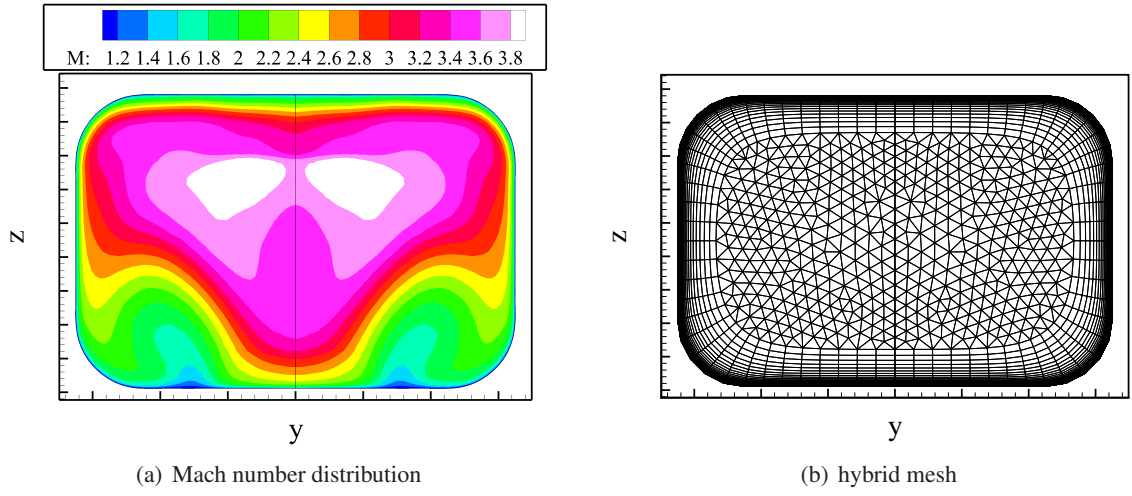 M: 1.2 1.4 1.6 1.8 2 2.2 2.4 2.6 2.8 3 3.2 3.4 3.6 3.8
z
y
(a) Mach number distribution
z
y
(b) hybrid mesh